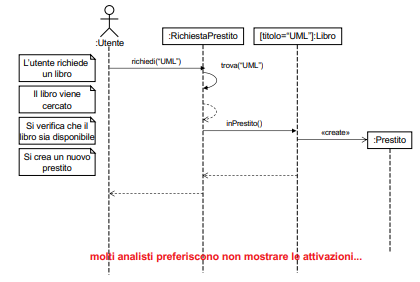 :Utente
:RichiestaPrestito
[titolo="UML"]:Libro
L'utente richiede
un libro
richiedi("UML")
trova("UML")
Il libro viene
cercato
Si verifica che il
libro sia disponibile
inPrestito()
«create»
:Prestito
Si crea un nuovo
prestito
molti analisti preferiscono non mostrare le attivazioni...